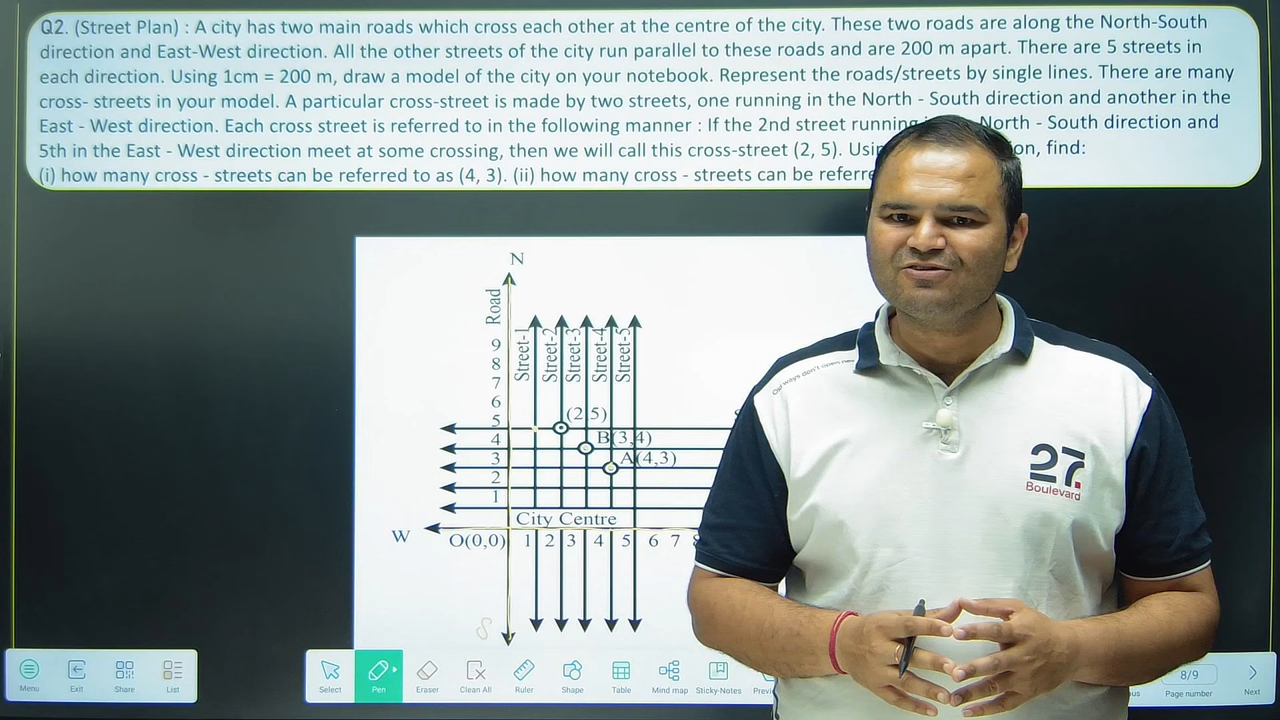 Q2. (Street Plan) : A city has two main roads which cross each other at the centre of the city. These two roads are along the North-South
direction and East-West direction. All the other streets of the city run parallel to these roads and are 200 m apart. There are 5 streets in
each direction. Using 1cm = 200 m, draw a model of the city on your notebook. Represent the roads/streets by single lines. There are many
cross- streets in your model. A particular cross-street is made by two streets, one running in the North - South direction and another in the
East - West direction. Each cross street is referred to in the following manner : If the 2nd street running North - South direction and
5th in the East - West direction meet at some crossing, then we will call this cross-street (2, 5). find:
(i) how many cross - streets can be referred to as (4, 3). (ii) how many cross - streets can be
N
Road
Street-1
Street-2
Street-3
Street-4
Street-5
9
8
7
6
5
4
3
2
1
(2,5)
B(3,4)
A(4,3)
City Centre
W
O(0,0) 1 2 3 4 5 6 7
S
Our ways don't open new
27
Boulevard
Menu
Exit
Share
List
Select
Pen
Eraser
Clean All
Ruler
Shape
Table
Mind map
Sticky-Notes
8/9
Page number
Next